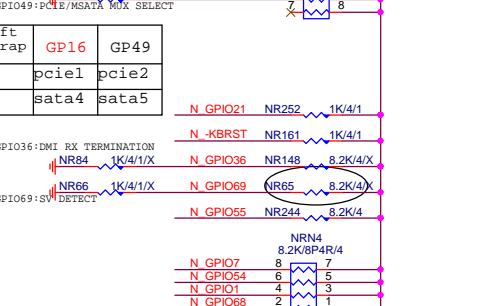 GPIO49:PCIE/MSATA MUX SELECT
7 8
ft
rap GP16 GP49
pcie1 pcie2
sata4 sata5
N_GPIO21 NR252 1K/4/1
N_-KBRST NR161 1K/4/1
GPIO36:DMI RX TERMINATION
NR84 1K/4/1/X N_GPIO36 NR148 8.2K/4/X
NR66 1K/4/1/X N_GPIO69 NR65 8.2K/4/X
GPIO69:SV DETECT
N_GPIO55 NR244 8.2K/4
NRN4
8.2K/8P4R/4
N_GPIO7 8 7
N_GPIO54 6 5
N_GPIO1 4 3
N_GPIO68 2 1